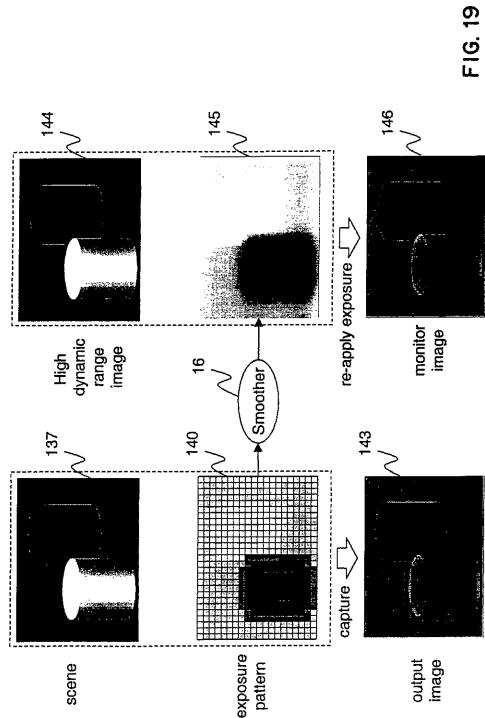 scene
137
High
dynamic
range
image
144
exposure
pattern
140
Smoother
16
145
capture
re-apply exposure
output
image
143
monitor
image
146
FIG. 19